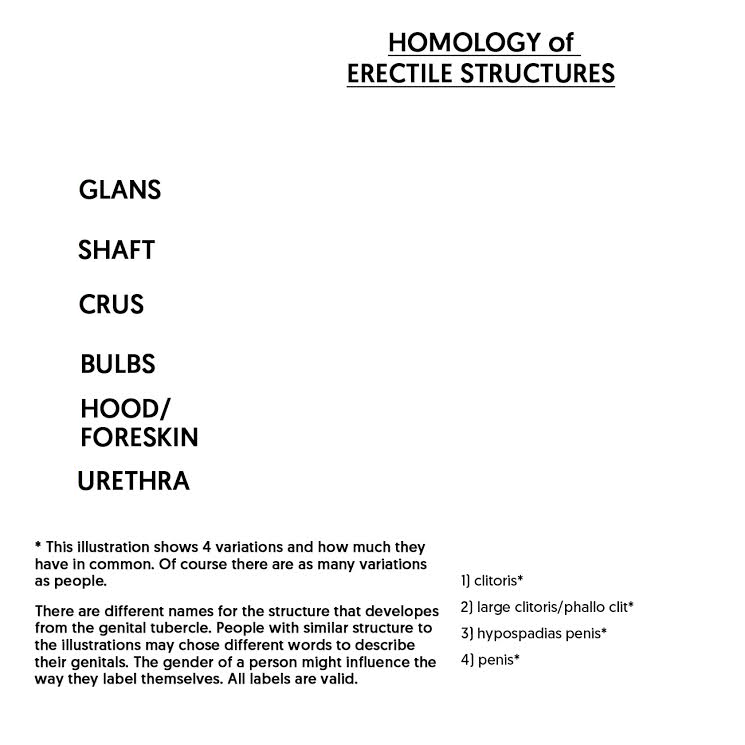 HOMOLOGY of
ERECTILE STRUCTURES
GLANS
SHAFT
CRUS
BULBS
HOOD/
FORESKIN
URETHRA
* This illustration shows 4 variations and how much they
have in common. Of course there are as many variations
as people.
There are different names for the structure that developes
from the genital tubercle. People with similar structure to
the illustrations may chose different words to describe
their genitals. The gender of a person might influence the
way they label themselves. All labels are valid.
1) clitoris*
2) large clitoris/phallo clit*
3) hypospadias penis*
4) penis*